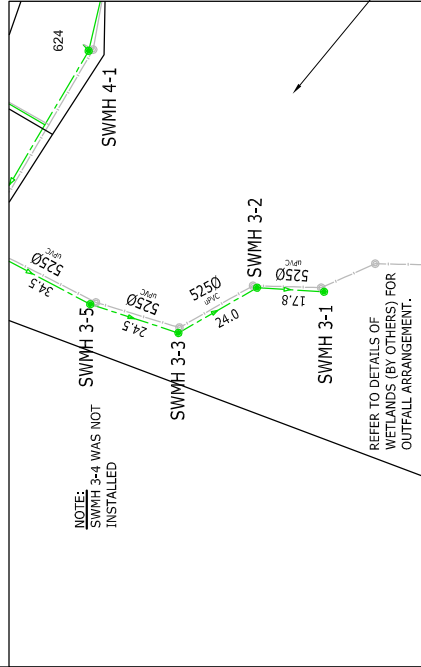 624
SWMH 4-1
525Ø
uPVC
34.5
SWMH 3-5
525Ø
uPVC
24.5
SWMH 3-3
525Ø
uPVC
24.0
SWMH 3-2
525Ø
uPVC
17.8
SWMH 3-1
NOTE:
SWMH 3-4 WAS NOT
INSTALLED
REFER TO DETAILS OF
WETLANDS (BY OTHERS) FOR
OUTFALL ARRANGEMENT.